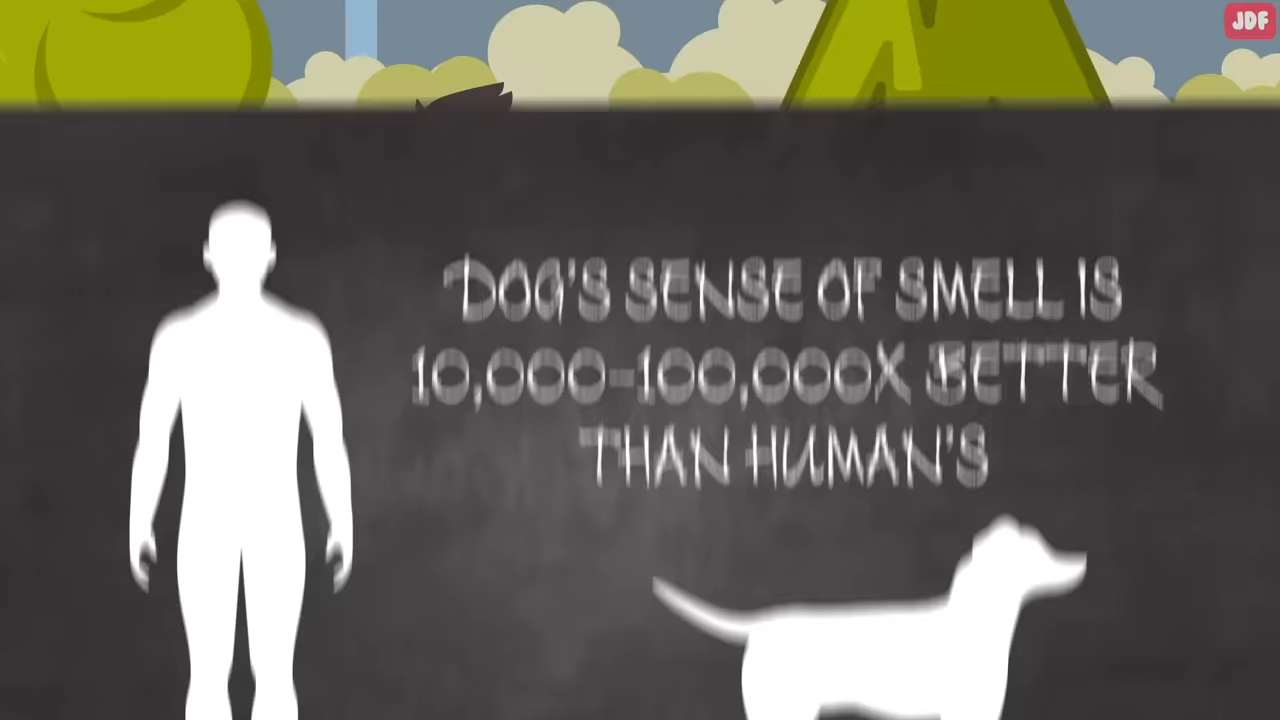 JDF
DOG'S SENSE OF SMELL IS
10,000-100,000X BETTER
THAN HUMAN'S